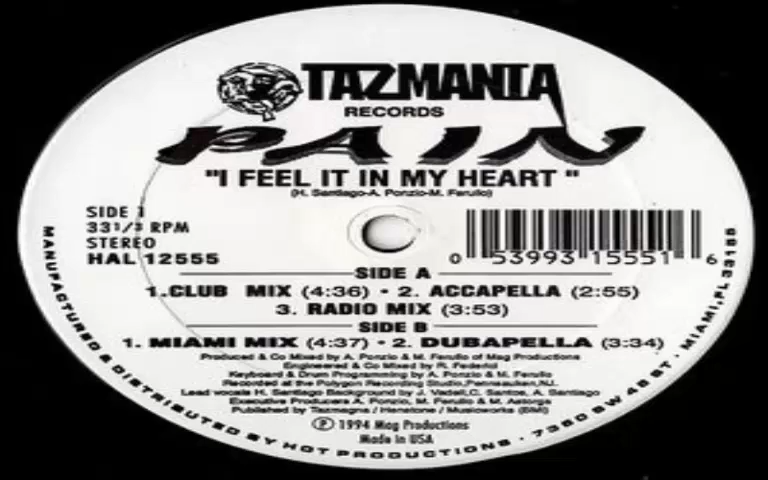 TAZMANIA
RECORDS
PAIN
"I FEEL IT IN MY HEART"
(H. Santiago-A. Ponzio-M. Ferullo)
SIDE 1
33 1/3 RPM
STEREO
HAL 12555
0 53993 15551 6
SIDE A
1.CLUB MIX (4:36) • 2. ACCAPELLA (2:55)
3. RADIO MIX (3:53)
SIDE B
1. MIAMI MIX (4:37) • 2. DUBAPELLA (3:34)
Produced & Co Mixed by A. Ponzio & M. Ferullo of Mag Productions
Engineered & Co Mixed by R. Federici
Keyboard & Drum Programming by A. Ponzio & M. Ferullo
Recorded at the Polygon Recording Studio, Pennsauken, NJ.
Lead vocals H. Santiago Background by J. Vadell, C. Santos, A. Santiago
Executive Producers A. Ponzio, M. Ferullo & M. Astorga
Published by Tazmagna / Henstone / Musicworks (BMI)
Ⓟ 1994 Mag Productions
Made in USA
MANUFACTURED & DISTRIBUTED BY HOT PRODUCTIONS • 7350 SW 48 ST • MIAMI, FL 33155